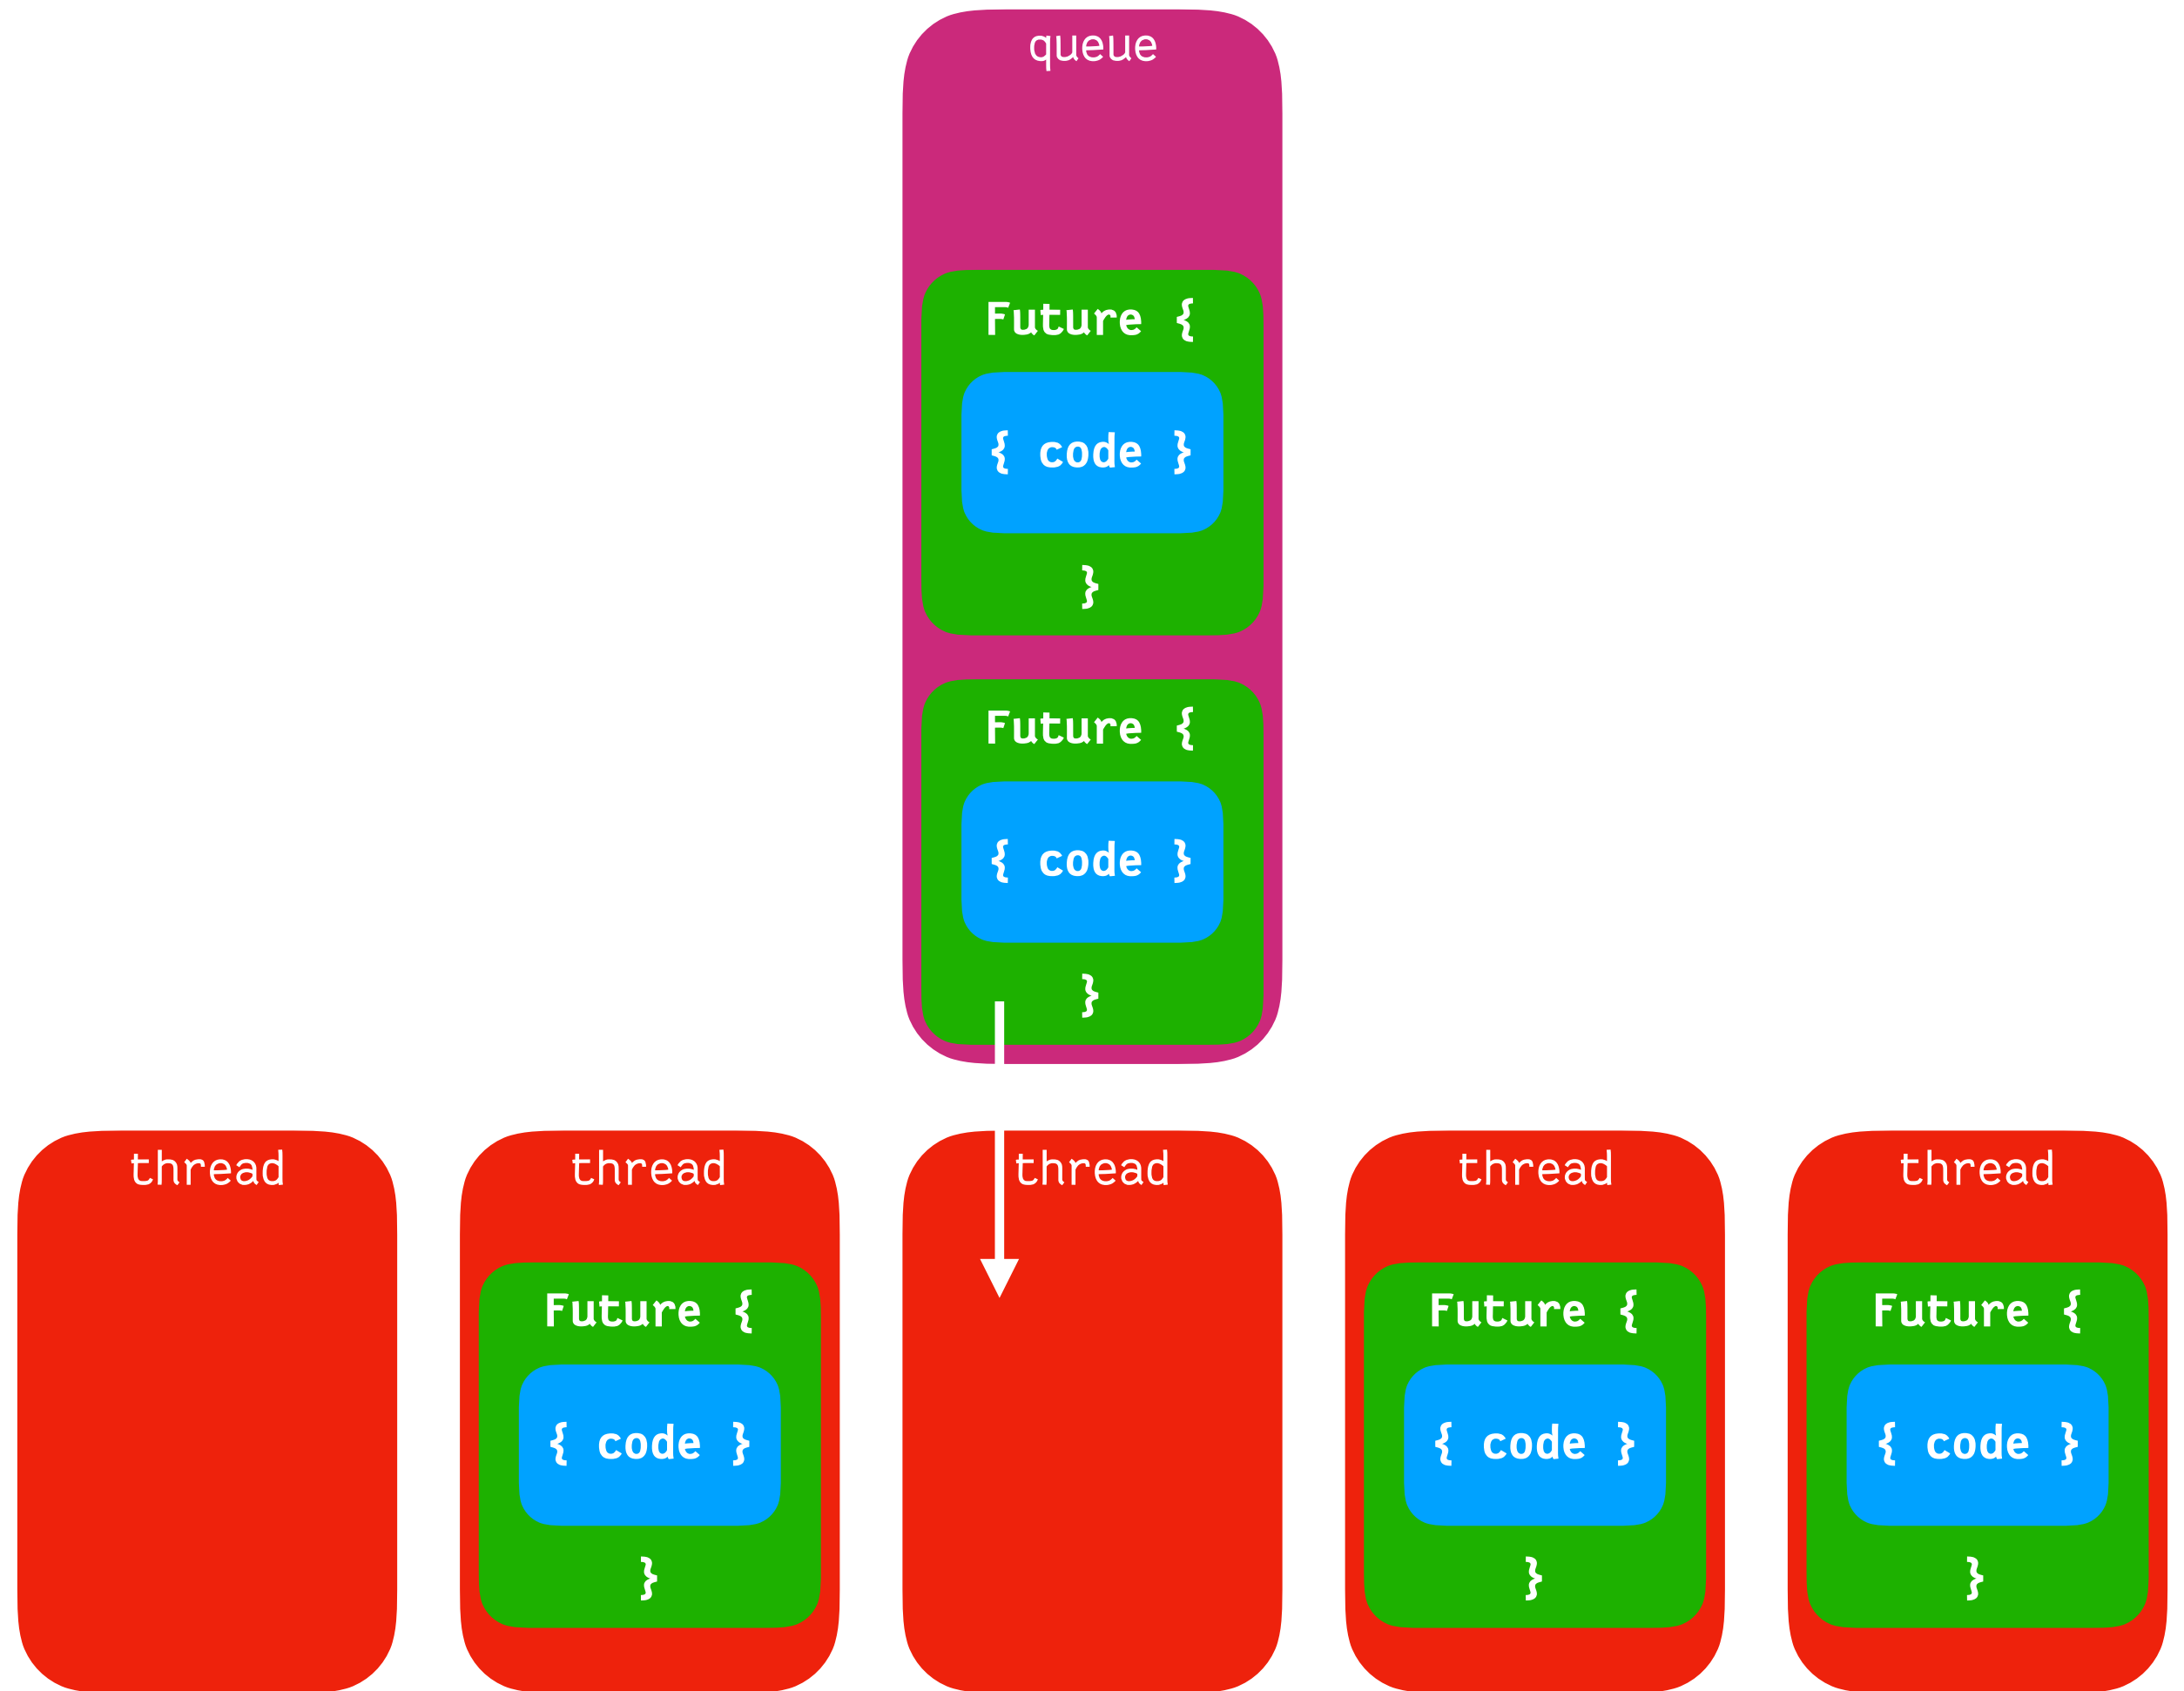 queue
Future {
{ code }
}
Future {
{ code }
}
thread
thread
thread
thread
thread
Future {
Future {
Future {
{ code }
{ code }
{ code }
}
}
}